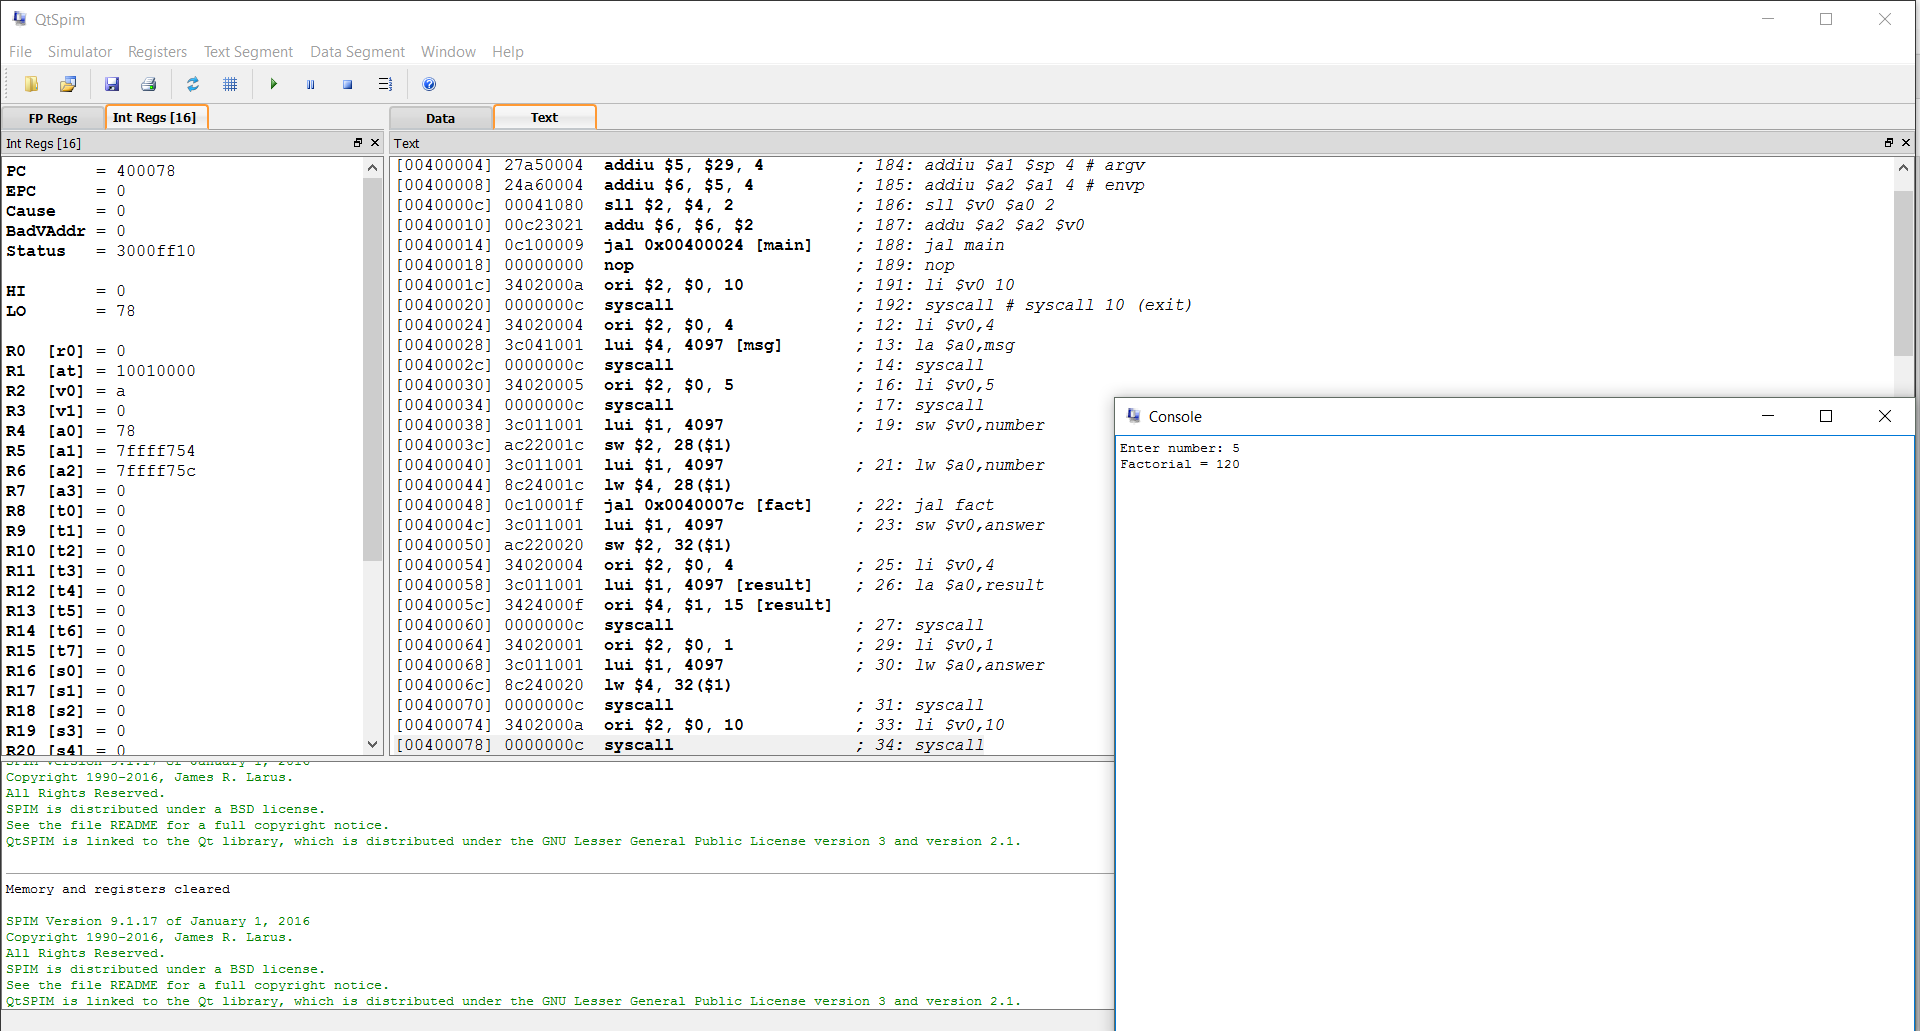 QtSpim
File Simulator Registers Text Segment Data Segment Window Help
FP Regs Int Regs [16]
Data Text
Int Regs [16]
PC = 400078
EPC = 0
Cause = 0
BadVAddr = 0
Status = 3000ff10
HI = 0
LO = 78
R0 [r0] = 0
R1 [at] = 10010000
R2 [v0] = a
R3 [v1] = 0
R4 [a0] = 78
R5 [a1] = 7ffff754
R6 [a2] = 7ffff75c
R7 [a3] = 0
R8 [t0] = 0
R9 [t1] = 0
R10 [t2] = 0
R11 [t3] = 0
R12 [t4] = 0
R13 [t5] = 0
R14 [t6] = 0
R15 [t7] = 0
R16 [s0] = 0
R17 [s1] = 0
R18 [s2] = 0
R19 [s3] = 0
R20 [s4] = 0
Text
[00400004] 27a50004 addiu $5, $29, 4 ; 184: addiu $a1 $sp 4 # argv
[00400008] 24a60004 addiu $6, $5, 4 ; 185: addiu $a2 $a1 4 # envp
[0040000c] 00041080 sll $2, $4, 2 ; 186: sll $v0 $a0 2
[00400010] 00c23021 addu $6, $6, $2 ; 187: addu $a2 $a2 $v0
[00400014] 0c100009 jal 0x00400024 [main] ; 188: jal main
[00400018] 00000000 nop ; 189: nop
[0040001c] 3402000a ori $2, $0, 10 ; 191: li $v0 10
[00400020] 0000000c syscall ; 192: syscall # syscall 10 (exit)
[00400024] 34020004 ori $2, $0, 4 ; 12: li $v0,4
[00400028] 3c041001 lui $4, 4097 [msg] ; 13: la $a0,msg
[0040002c] 0000000c syscall ; 14: syscall
[00400030] 34020005 ori $2, $0, 5 ; 16: li $v0,5
[00400034] 0000000c syscall ; 17: syscall
[00400038] 3c011001 lui $1, 4097 ; 19: sw $v0,number
[0040003c] ac22001c sw $2, 28($1)
[00400040] 3c011001 lui $1, 4097 ; 21: lw $a0,number
[00400044] 8c24001c lw $4, 28($1)
[00400048] 0c10001f jal 0x0040007c [fact] ; 22: jal fact
[0040004c] 3c011001 lui $1, 4097 ; 23: sw $v0,answer
[00400050] ac220020 sw $2, 32($1)
[00400054] 34020004 ori $2, $0, 4 ; 25: li $v0,4
[00400058] 3c011001 lui $1, 4097 [result] ; 26: la $a0,result
[0040005c] 3424000f ori $4, $1, 15 [result]
[00400060] 0000000c syscall ; 27: syscall
[00400064] 34020001 ori $2, $0, 1 ; 29: li $v0,1
[00400068] 3c011001 lui $1, 4097 ; 30: lw $a0,answer
[0040006c] 8c240020 lw $4, 32($1)
[00400070] 0000000c syscall ; 31: syscall
[00400074] 3402000a ori $2, $0, 10 ; 33: li $v0,10
[00400078] 0000000c syscall ; 34: syscall
Console
Enter number: 5
Factorial = 120
SPIM Version 9.1.17 of January 1, 2016
Copyright 1990-2016, James R. Larus.
All Rights Reserved.
SPIM is distributed under a BSD license.
See the file README for a full copyright notice.
QtSPIM is linked to the Qt library, which is distributed under the GNU Lesser General Public License version 3 and version 2.1.
Memory and registers cleared
SPIM Version 9.1.17 of January 1, 2016
Copyright 1990-2016, James R. Larus.
All Rights Reserved.
SPIM is distributed under a BSD license.
See the file README for a full copyright notice.
QtSPIM is linked to the Qt library, which is distributed under the GNU Lesser General Public License version 3 and version 2.1.